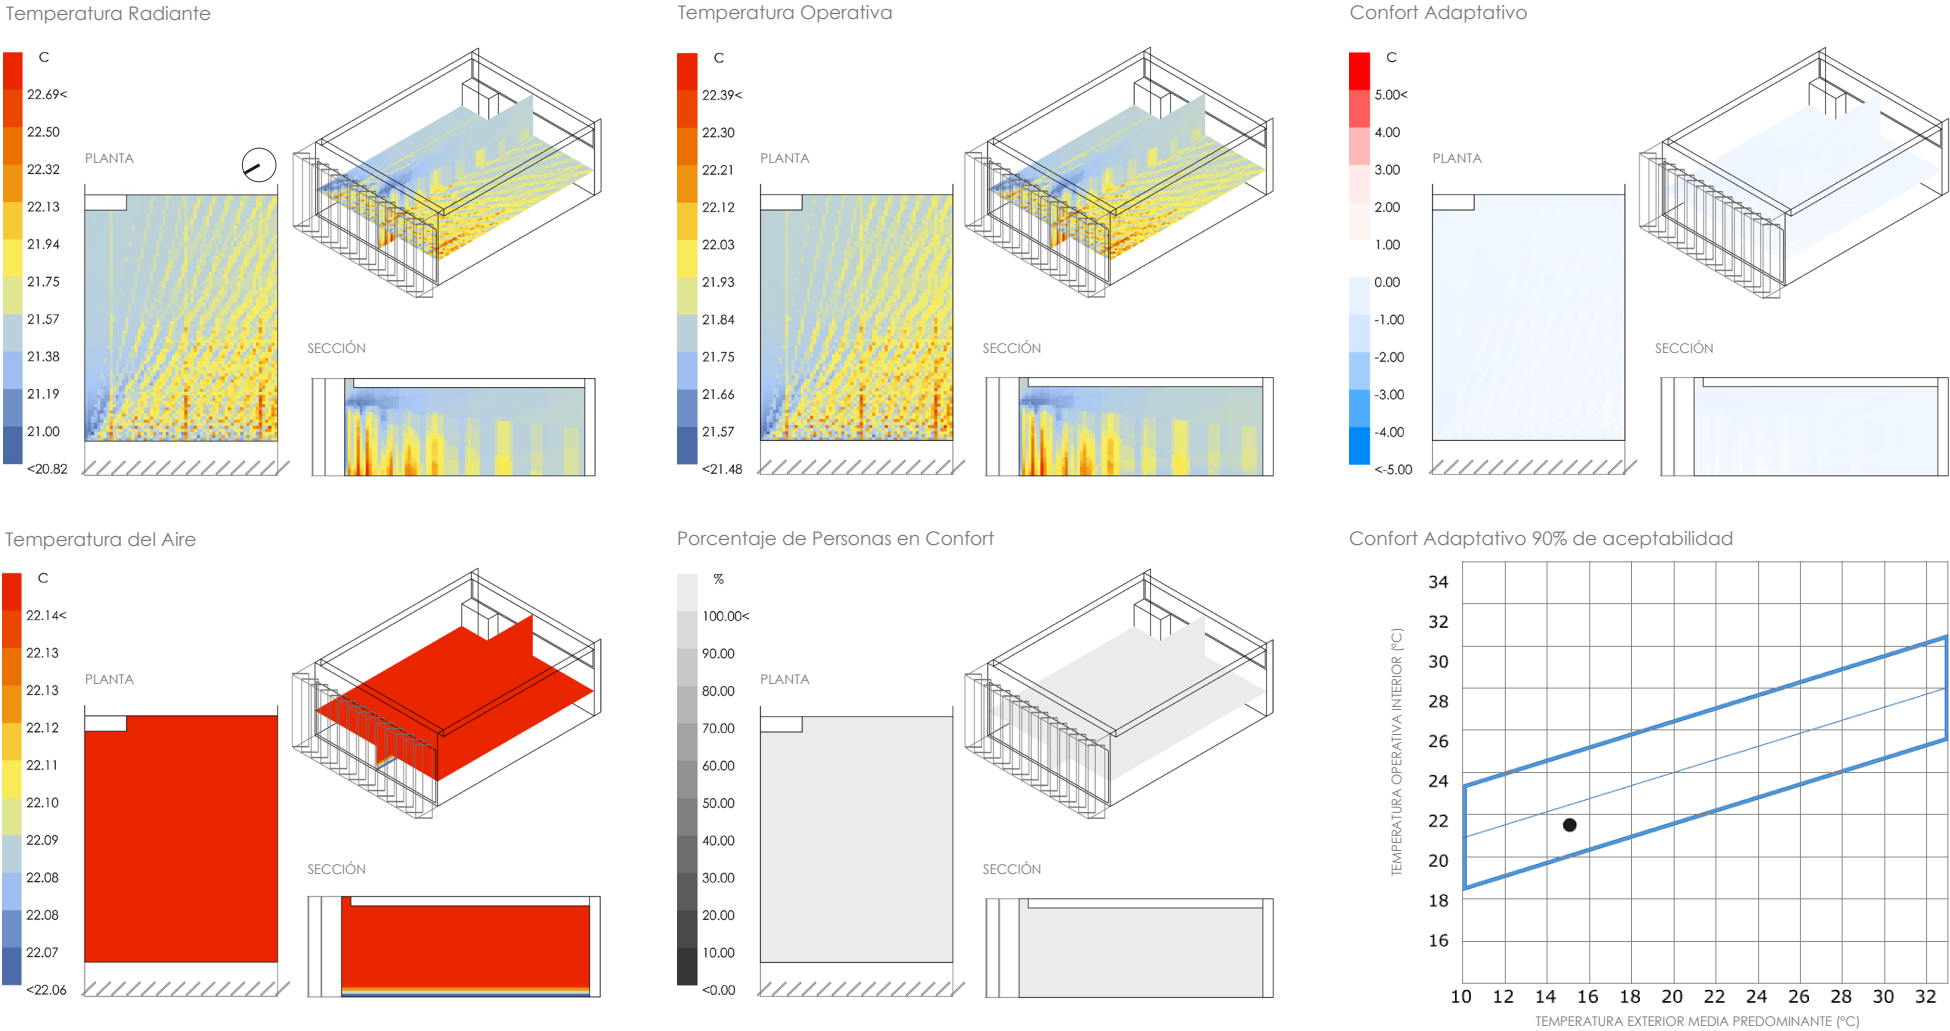 Temperatura Radiante
C
22.69<
22.50
22.32
22.13
21.94
21.75
21.57
21.38
21.19
21.00
<20.82
PLANTA
SECCIÓN
Temperatura Operativa
C
22.39<
22.30
22.21
22.12
22.03
21.93
21.84
21.75
21.66
21.57
<21.48
PLANTA
SECCIÓN
Confort Adaptativo
C
5.00<
4.00
3.00
2.00
1.00
0.00
-1.00
-2.00
-3.00
-4.00
<-5.00
PLANTA
SECCIÓN
Temperatura del Aire
C
22.14<
22.13
22.13
22.12
22.11
22.10
22.09
22.08
22.08
22.07
<22.06
PLANTA
SECCIÓN
Porcentaje de Personas en Confort
%
100.00<
90.00
80.00
70.00
60.00
50.00
40.00
30.00
20.00
10.00
<0.00
PLANTA
SECCIÓN
Confort Adaptativo 90% de aceptabilidad
TEMPERATURA OPERATIVA INTERIOR (ºC)
34
32
30
28
26
24
22
20
18
16
10 12 14 16 18 20 22 24 26 28 30 32
TEMPERATURA EXTERIOR MEDIA PREDOMINANTE (ºC)